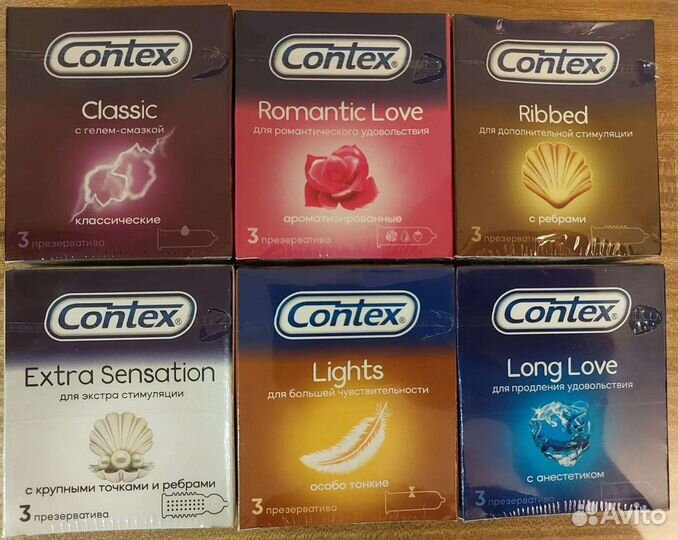 Contex®
Classic
с гелем-смазкой
классические
3 презерватива
Contex®
Romantic Love
для романтического удовольствия
ароматизированные
3 презерватива
Contex®
Ribbed
для дополнительной стимуляции
с ребрами
3 презерватива
Contex®
Extra Sensation
для экстра стимуляции
с крупными точками и ребрами
3 презерватива
Contex®
Lights
для большей чувствительности
особо тонкие
3 презерватива
Contex®
Long Love
для продления удовольствия
с анестетиком
3 презерватива
Avito